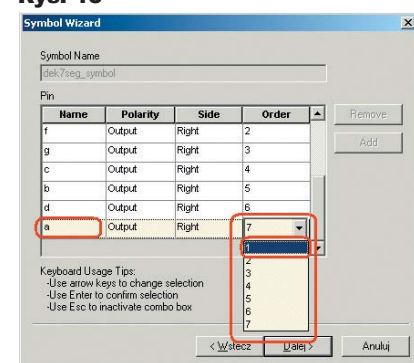 Symbol Wizard
Symbol Name
dek7seg_symbol
Pin
Name Polarity Side Order
f Output Right 2
g Output Right 3
c Output Right 4
b Output Right 5
d Output Right 6
a Output Right 7
Remove
Add
1
2
3
4
5
6
7
Keyboard Usage Tips:
-Use arrow keys to change selection
-Use Enter to confirm selection
-Use Esc to inactivate combo box
< Wstecz Dalej > Anuluj